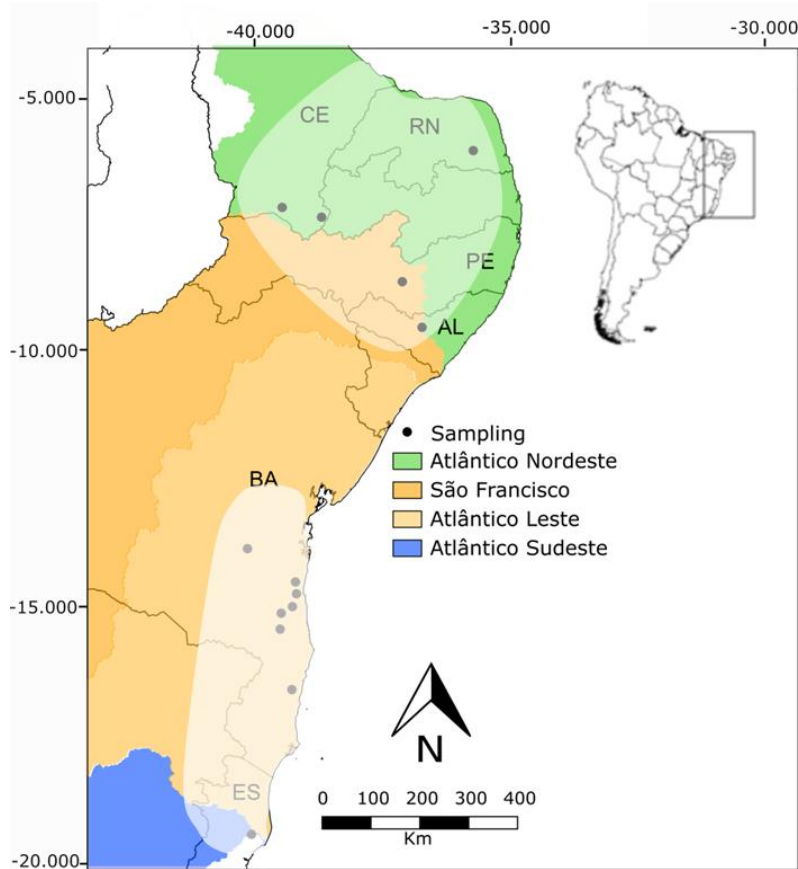 -40.000 -35.000 -30.000
-5.000
CE
RN
PE
AL
-10.000
Sampling
Atlântico Nordeste
BA
São Francisco
Atlântico Leste
Atlântico Sudeste
-15.000
N
ES
0 100 200 300 400
Km
-20.000